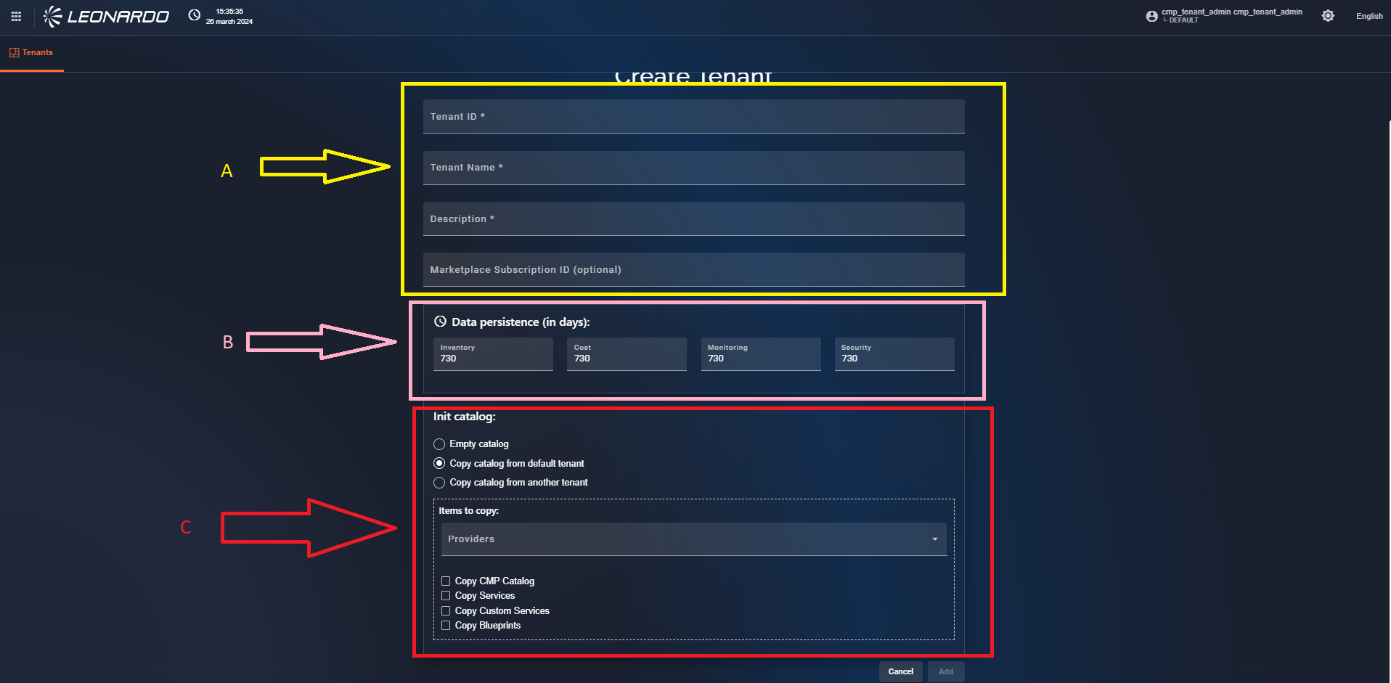 LEONARDO
15:35:35
26 march 2024
cmp_tenant_admin cmp_tenant_admin
DEFAULT
English
Tenants
Create Tenant
A
Tenant ID *
Tenant Name *
Description *
Marketplace Subscription ID (optional)
B
Data persistence (in days):
Inventory
730
Cost
730
Monitoring
730
Security
730
C
Init catalog:
Empty catalog
Copy catalog from default tenant
Copy catalog from another tenant
Items to copy:
Providers
Copy CMP Catalog
Copy Services
Copy Custom Services
Copy Blueprints
Cancel
Add